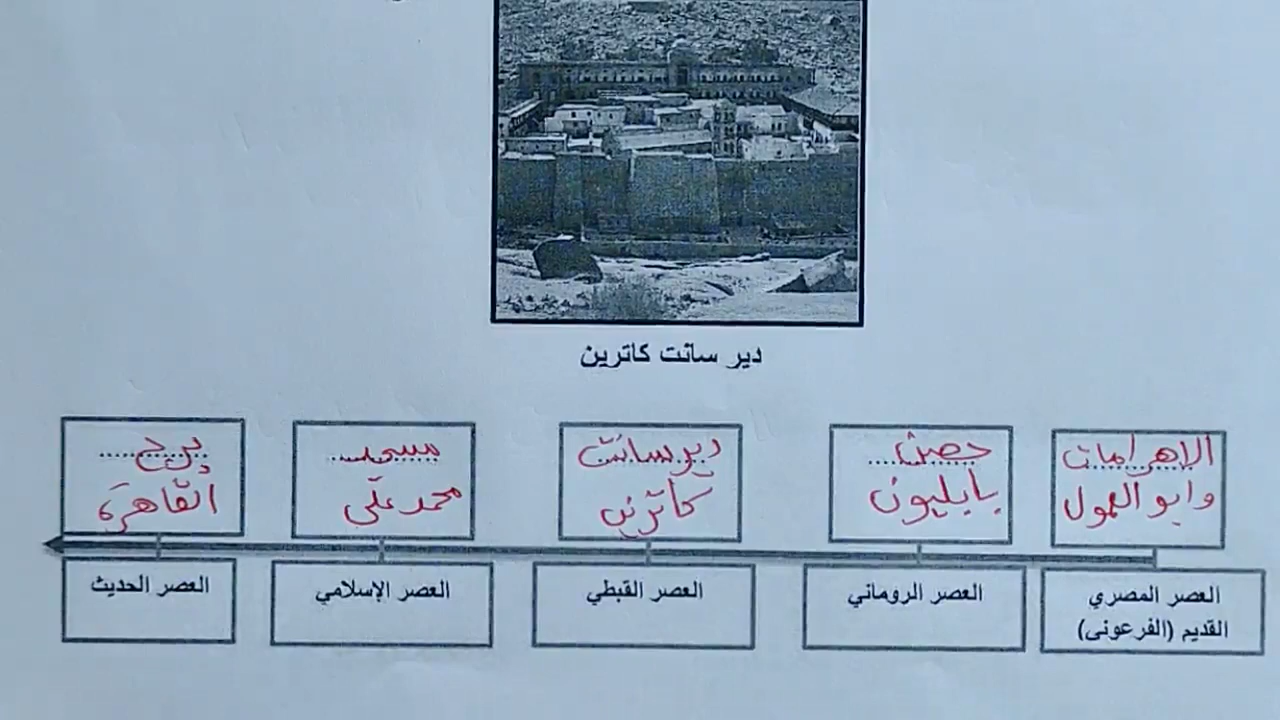 دير سانت كاترين
الاهرامات
وابو الهول
حصن
بابليون
دير سانت
كاترين
مسجد
محمد علي
برج
القاهرة
العصر المصري
القديم (الفرعونى)
العصر الروماني
العصر القبطي
العصر الإسلامي
العصر الحديث